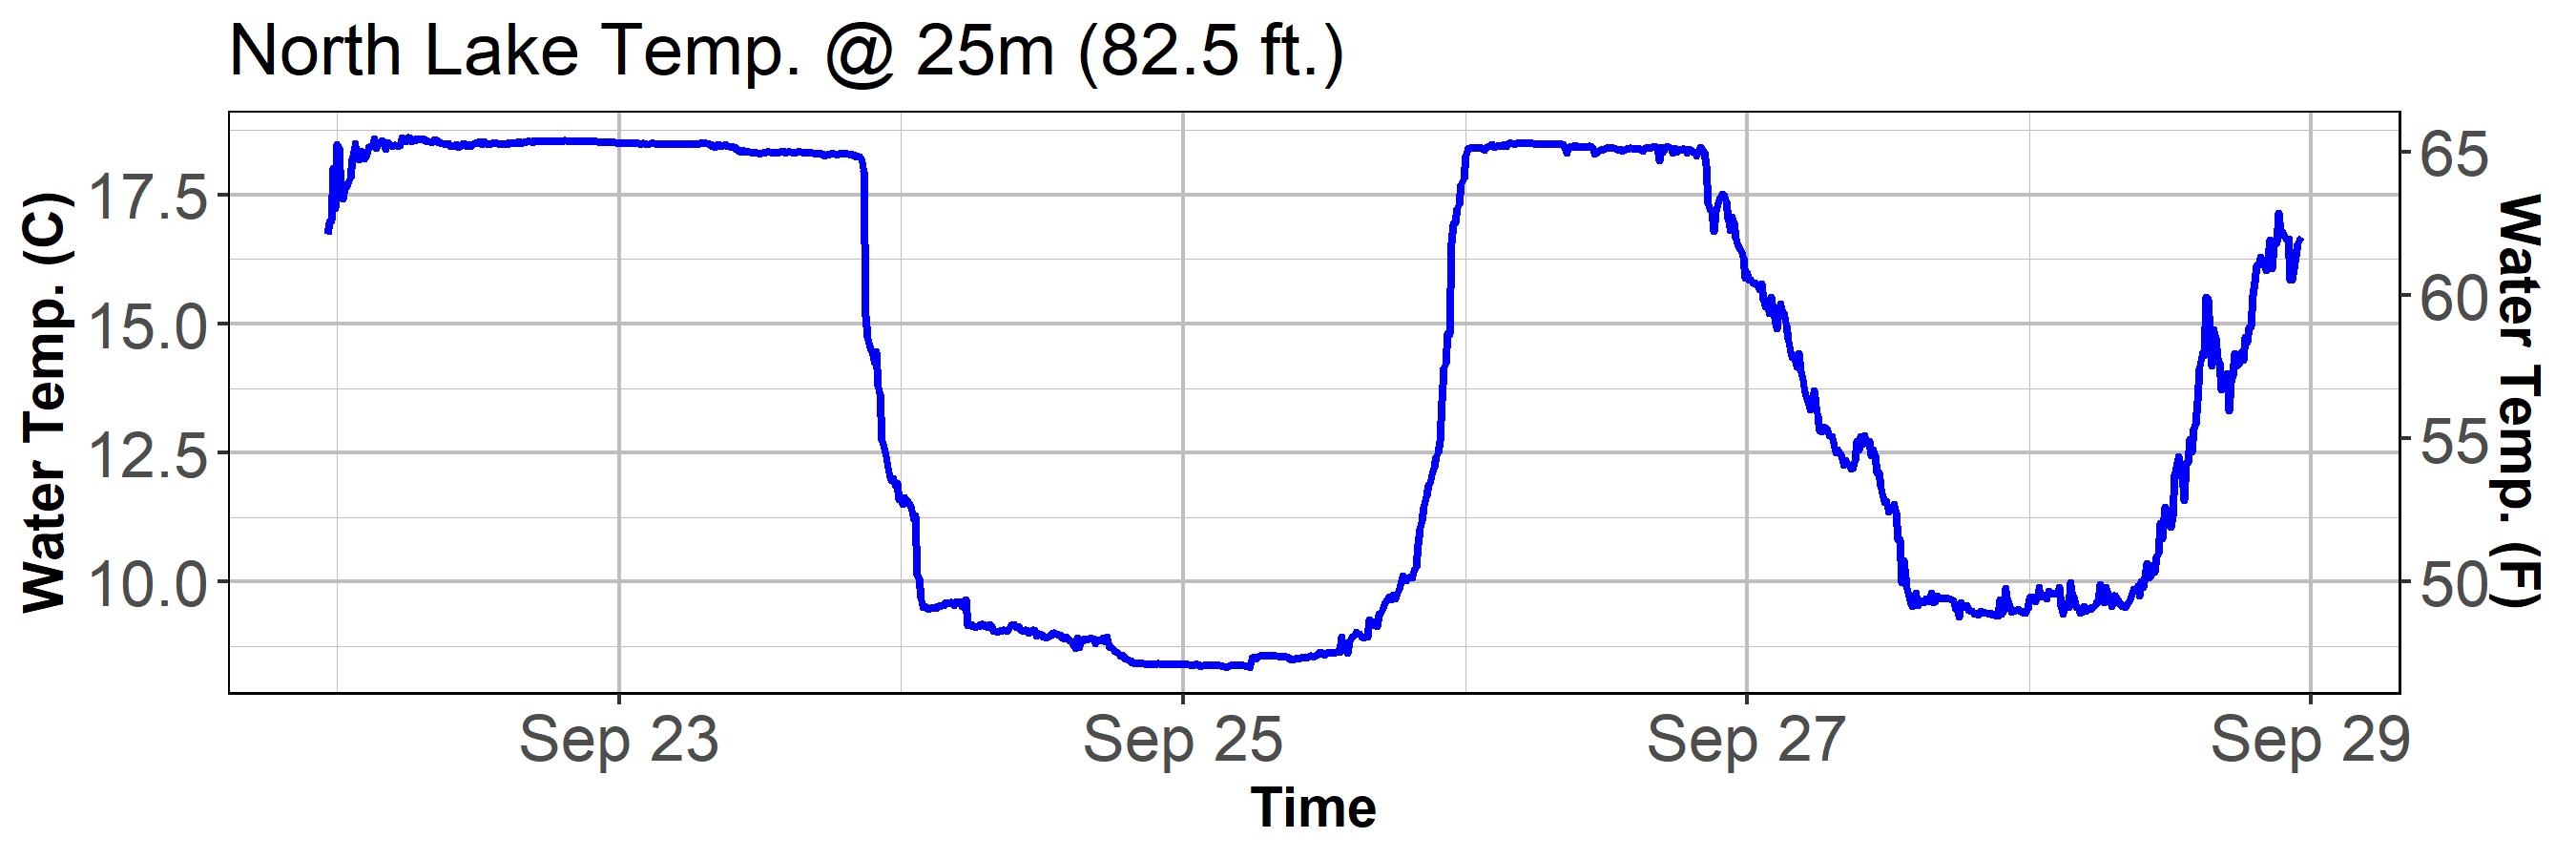 North Lake Temp. @ 25m (82.5 ft.)
Water Temp. (C)
17.5
15.0
12.5
10.0
65
60
55
50
Water Temp. (F)
Sep 23 Sep 25 Sep 27 Sep 29
Time